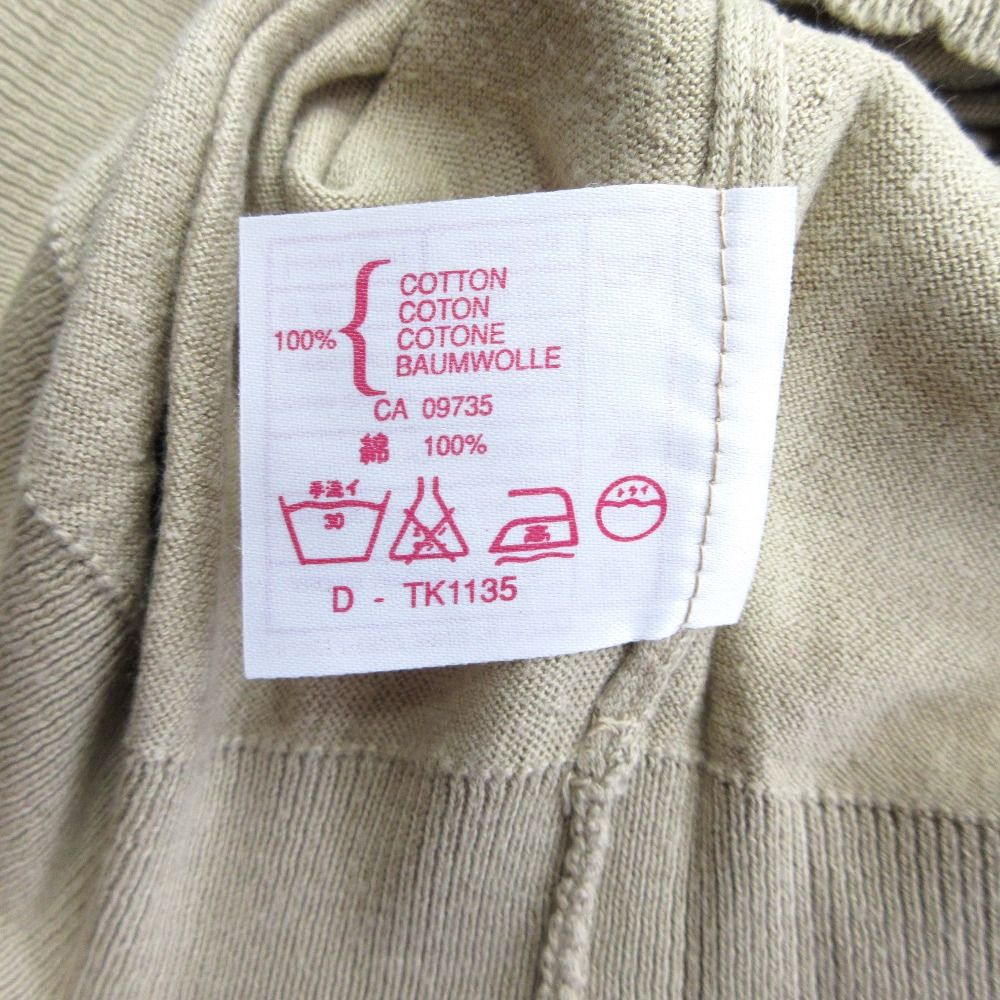 100%
COTTON
COTON
COTONE
BAUMWOLLE
CA 09735
綿 100%
手洗イ
30
高
ドライ
D - TK1135